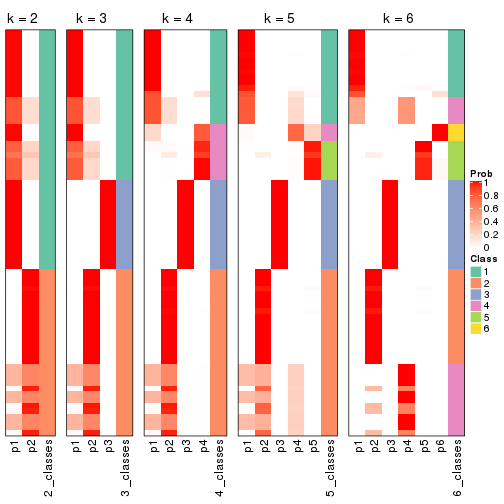 k = 2
k = 3
k = 4
k = 5
k = 6
p1
p2
2_classes
p1
p2
p3
3_classes
p1
p2
p3
p4
4_classes
p1
p2
p3
p4
p5
5_classes
p1
p2
p3
p4
p5
p6
6_classes
Prob
1
0.8
0.6
0.4
0.2
0
Class
1
2
3
4
5
6